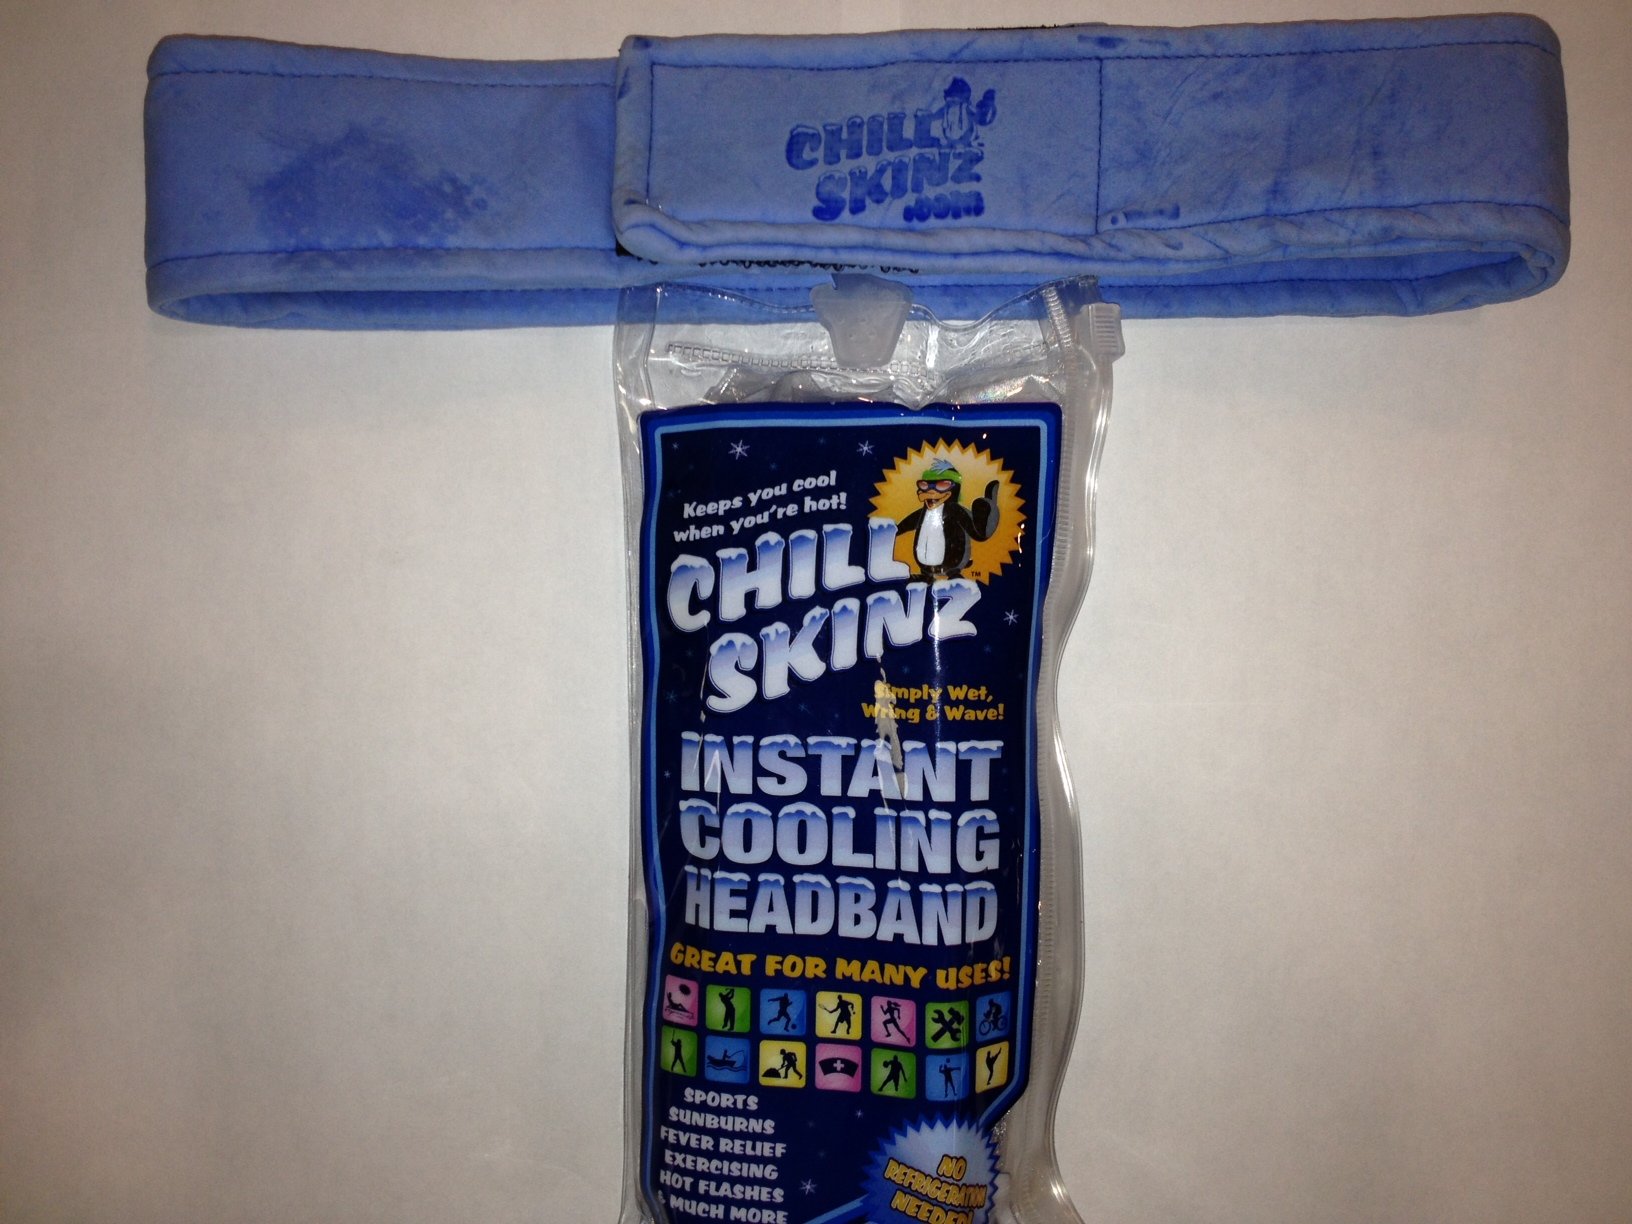 CHILL
SKINZ
.com
Keeps you cool
when you're hot!
CHILL
SKINZ
TM
Simply Wet,
Wring & Wave!
INSTANT
COOLING
HEADBAND
GREAT FOR MANY USES!
SPORTS
SUNBURNS
FEVER RELIEF
EXERCISING
HOT FLASHES
& MUCH MORE
NO
REFRIGERATION
NEEDED!